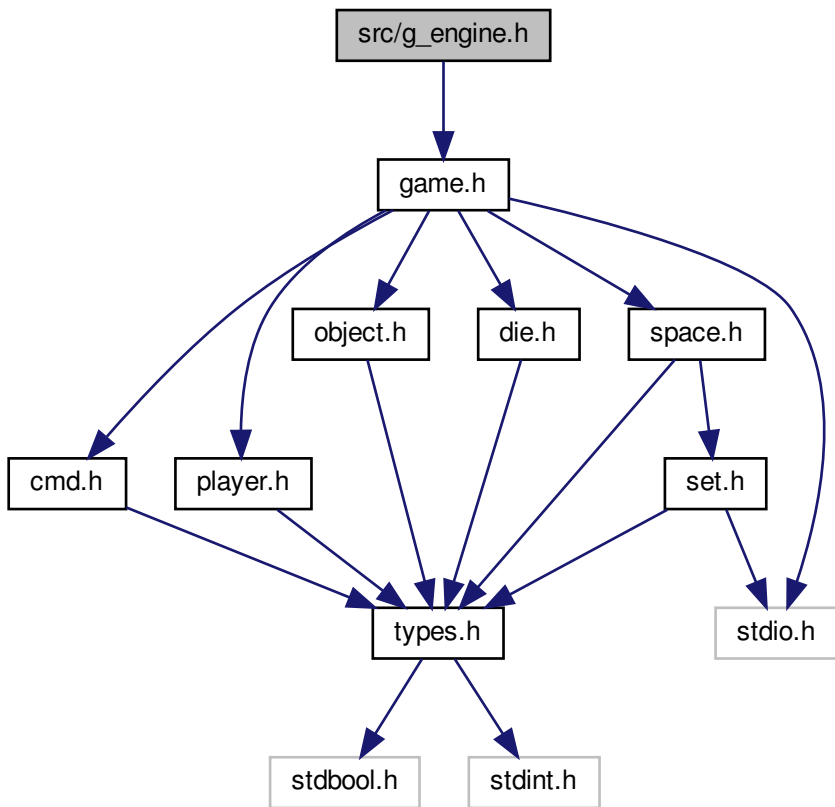 src/g_engine.h
game.h
object.h
die.h
space.h
cmd.h
player.h
set.h
types.h
stdio.h
stdbool.h
stdint.h